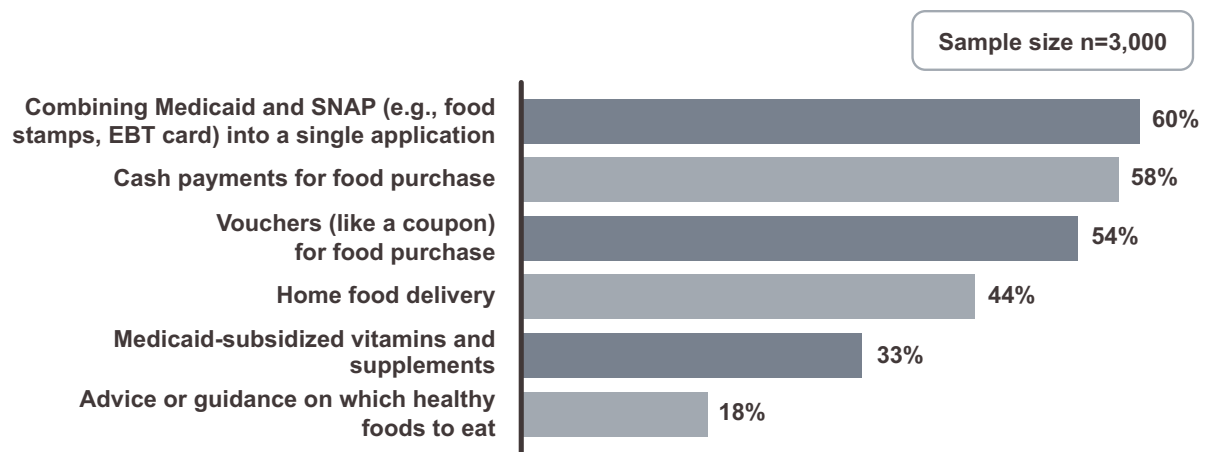 Sample size n=3,000
Combining Medicaid and SNAP (e.g., food
stamps, EBT card) into a single application
60%
Cash payments for food purchase
58%
Vouchers (like a coupon)
for food purchase
54%
Home food delivery
44%
Medicaid-subsidized vitamins and
supplements
33%
Advice or guidance on which healthy
foods to eat
18%